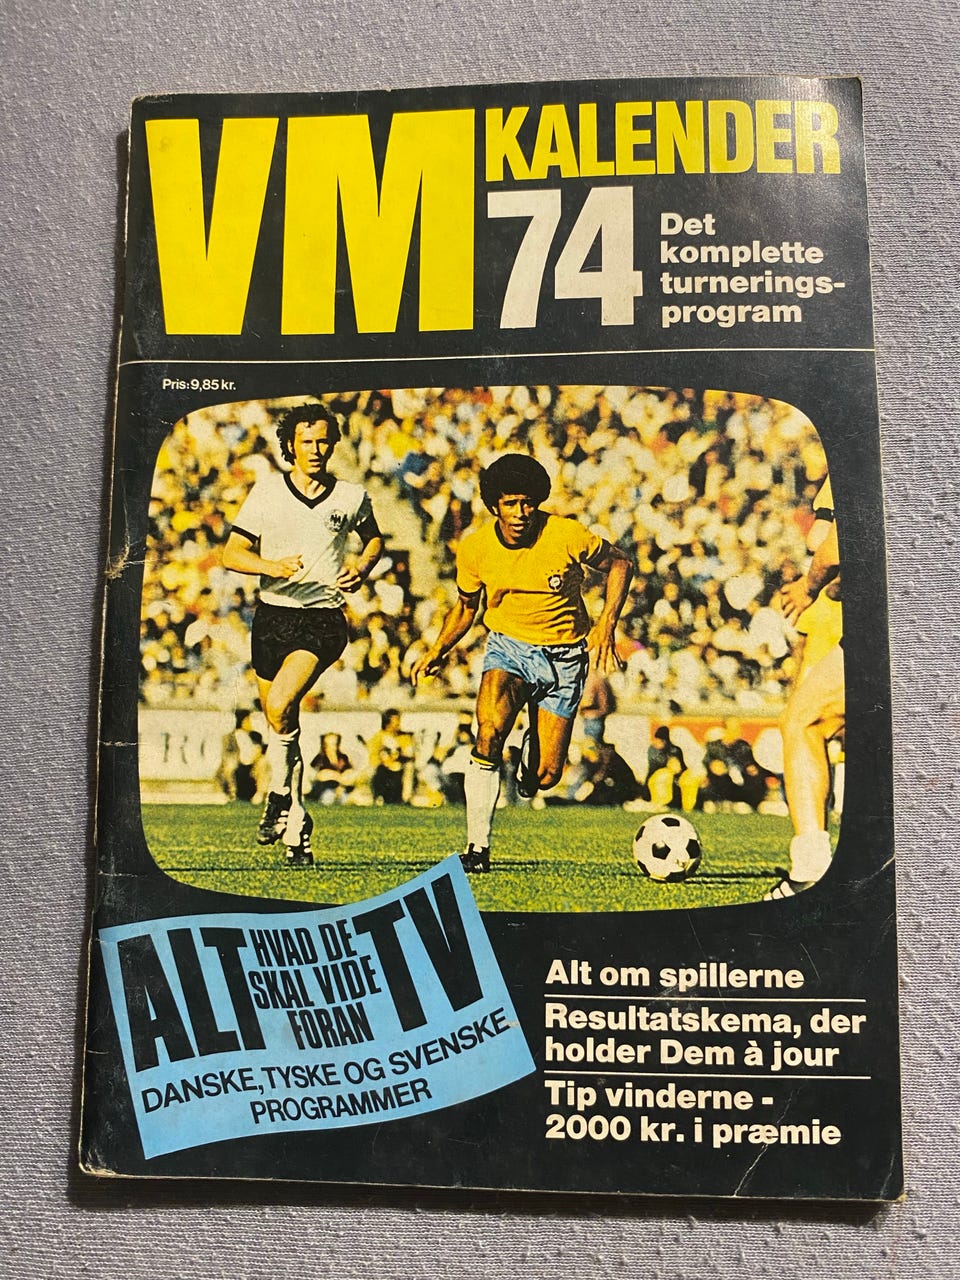 VM
KALENDER
74
Det
komplette
turnerings-
program
Pris: 9,85 kr.
ALT
HVAD DE
SKAL VIDE
FORAN
TV
DANSKE, TYSKE OG SVENSKE
PROGRAMMER
Alt om spillerne
Resultatskema, der
holder Dem à jour
Tip vinderne -
2000 kr. i præmie